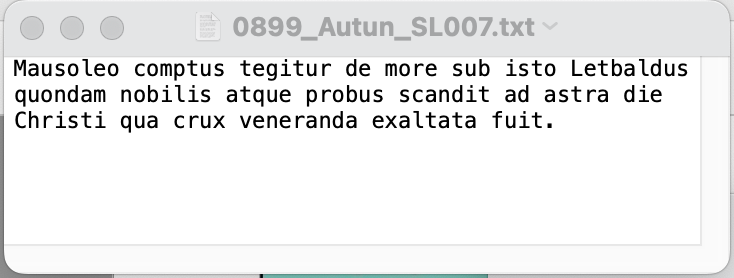 0899_Autun_SL007.txt
Mausoleo comptus tegitur de more sub isto Letbaldus
quondam nobilis atque probus scandit ad astra die
Christi qua crux veneranda exaltata fuit.